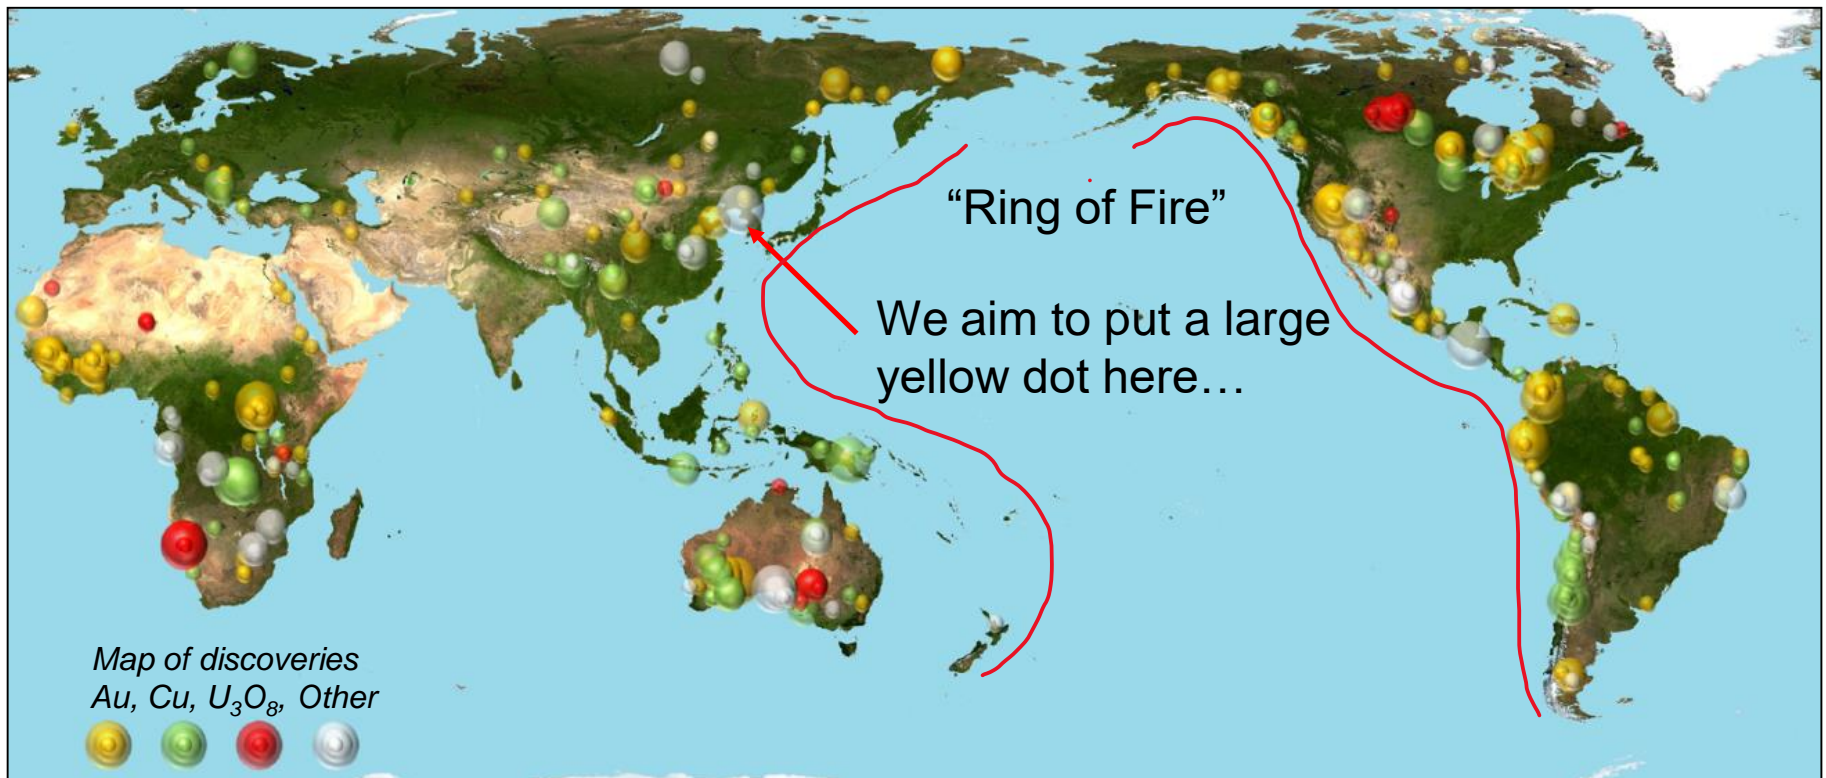 “Ring of Fire”
We aim to put a large
yellow dot here…
Map of discoveries
Au, Cu, U3O8, Other